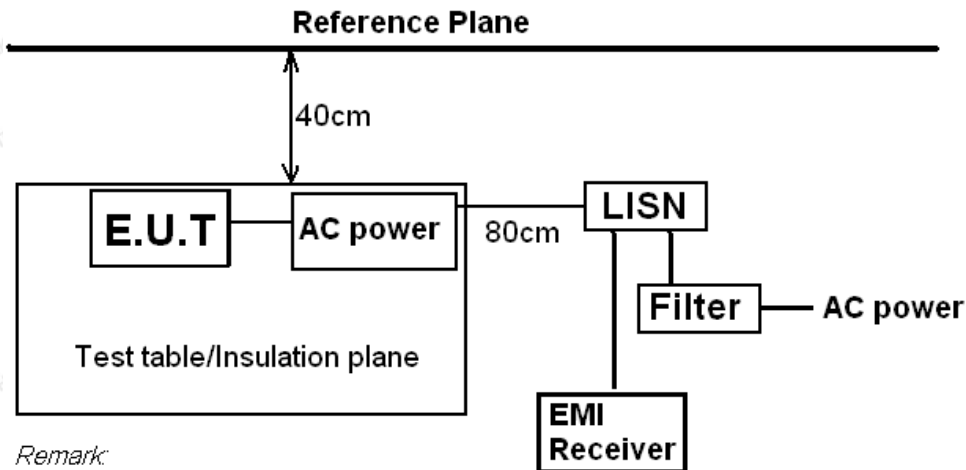 Reference Plane
40cm
E.U.T
AC power
80cm
LISN
Filter
AC power
Test table/Insulation plane
EMI
Receiver
Remark: